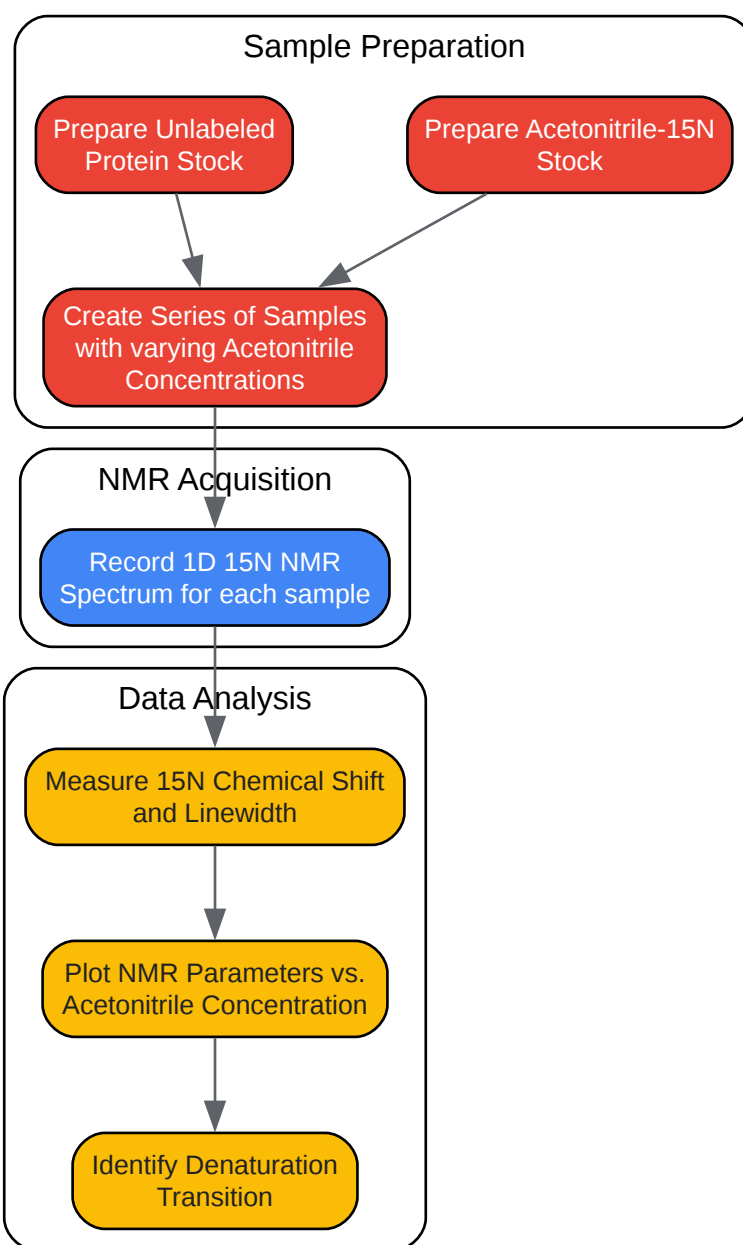 Sample Preparation
Prepare Unlabeled
Protein Stock
Prepare Acetonitrile-15N
Stock
Create Series of Samples
with varying Acetonitrile
Concentrations
NMR Acquisition
Record 1D 15N NMR
Spectrum for each sample
Data Analysis
Measure 15N Chemical Shift
and Linewidth
Plot NMR Parameters vs.
Acetonitrile Concentration
Identify Denaturation
Transition